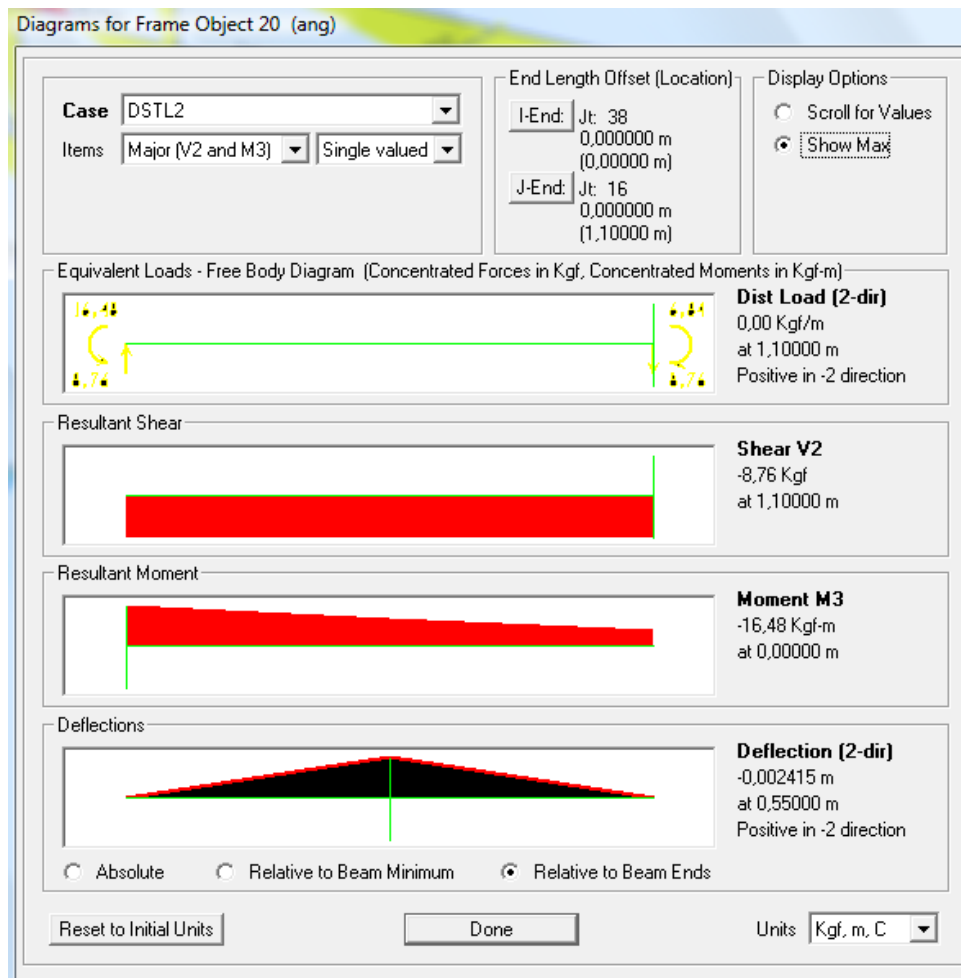 Diagrams for Frame Object 20 (ang)
Case DSTL2
Items Major (V2 and M3) Single valued
End Length Offset (Location)
I-End: Jt: 38
0,000000 m
(0,00000 m)
J-End: Jt: 16
0,000000 m
(1,10000 m)
Display Options
Scroll for Values
Show Max
Equivalent Loads - Free Body Diagram (Concentrated Forces in Kgf, Concentrated Moments in Kgf-m)
16,48
8,76
8,76
Dist Load (2-dir)
0,00 Kgf/m
at 1,10000 m
Positive in -2 direction
Resultant Shear
Shear V2
-8,76 Kgf
at 1,10000 m
Resultant Moment
Moment M3
-16,48 Kgf-m
at 0,00000 m
Deflections
Deflection (2-dir)
-0,002415 m
at 0,55000 m
Positive in -2 direction
Absolute Relative to Beam Minimum Relative to Beam Ends
Reset to Initial Units Done Units Kgf, m, C